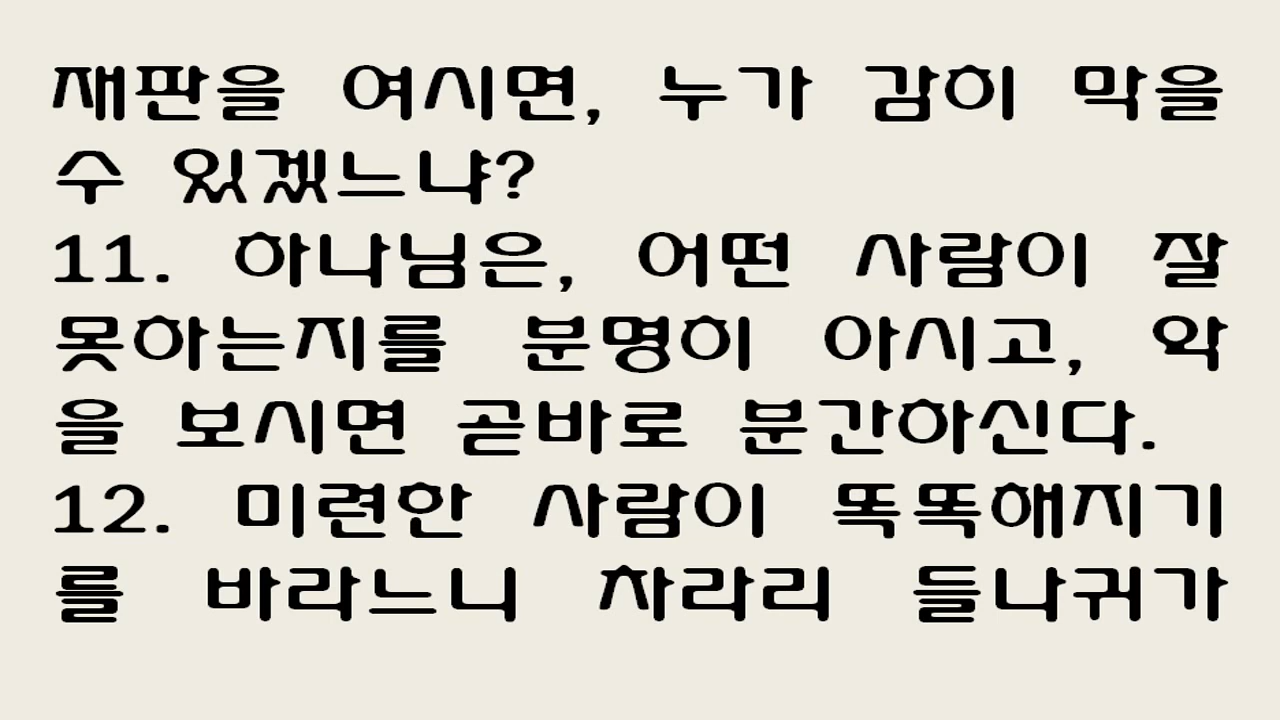 재판을 여시면, 누가 감히 막을
수 있겠느냐?
11. 하나님은, 어떤 사람이 잘
못하는지를 분명히 아시고, 악
을 보시면 곧바로 분간하신다.
12. 미련한 사람이 똑똑해지기
를 바라느니 차라리 들나귀가